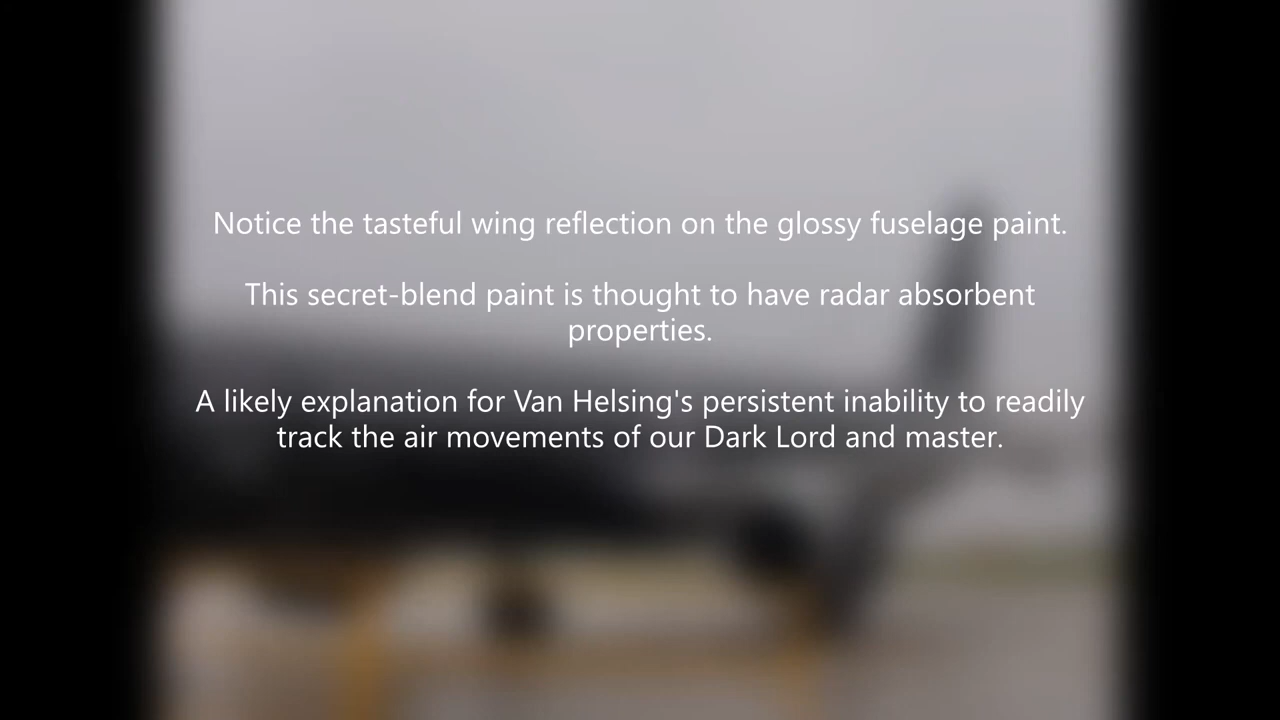 Notice the tasteful wing reflection on the glossy fuselage paint.
This secret-blend paint is thought to have radar absorbent
properties.
A likely explanation for Van Helsing's persistent inability to readily
track the air movements of our Dark Lord and master.